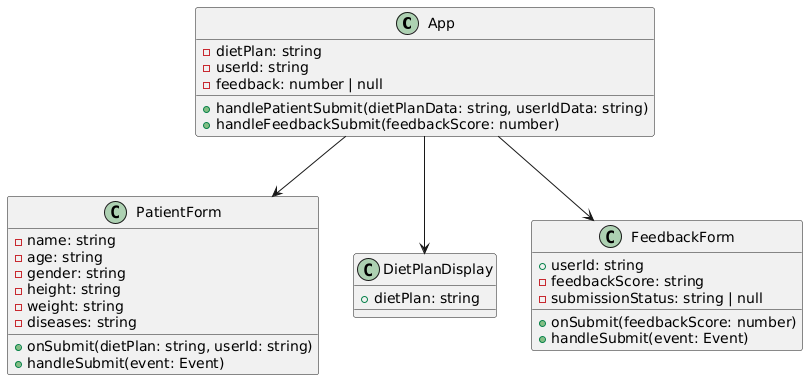 C App
dietPlan: string
userId: string
feedback: number | null
handlePatientSubmit(dietPlanData: string, userIdData: string)
handleFeedbackSubmit(feedbackScore: number)
C PatientForm
name: string
age: string
gender: string
height: string
weight: string
diseases: string
onSubmit(dietPlan: string, userId: string)
handleSubmit(event: Event)
C DietPlanDisplay
dietPlan: string
C FeedbackForm
userId: string
feedbackScore: string
submissionStatus: string | null
onSubmit(feedbackScore: number)
handleSubmit(event: Event)